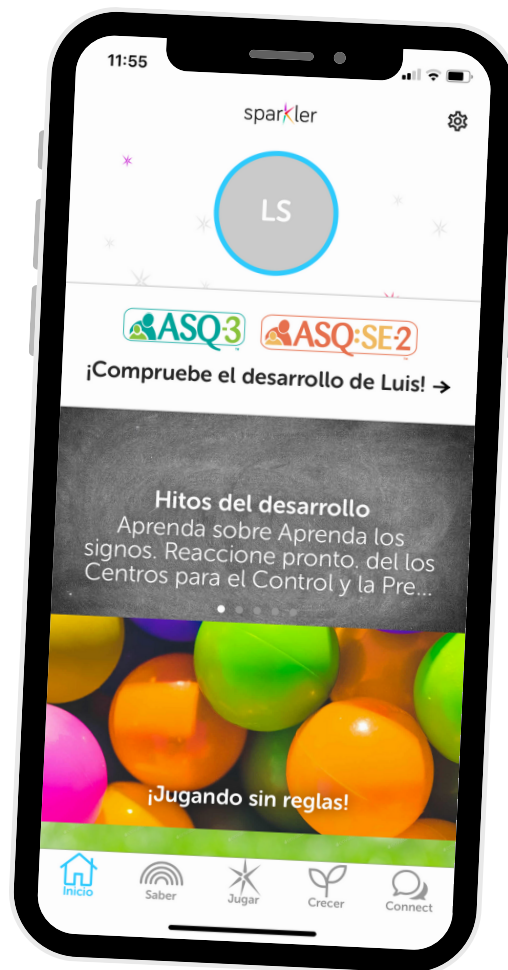 11:55
sparkler
LS
ASQ-3™
ASQ:SE-2™
¡Compruebe el desarrollo de Luis! →
Hitos del desarrollo
Aprenda sobre Aprenda los
signos. Reaccione pronto. del los
Centros para el Control y la Pre...
¡Jugando sin reglas!
Inicio
Saber
Jugar
Crecer
Connect